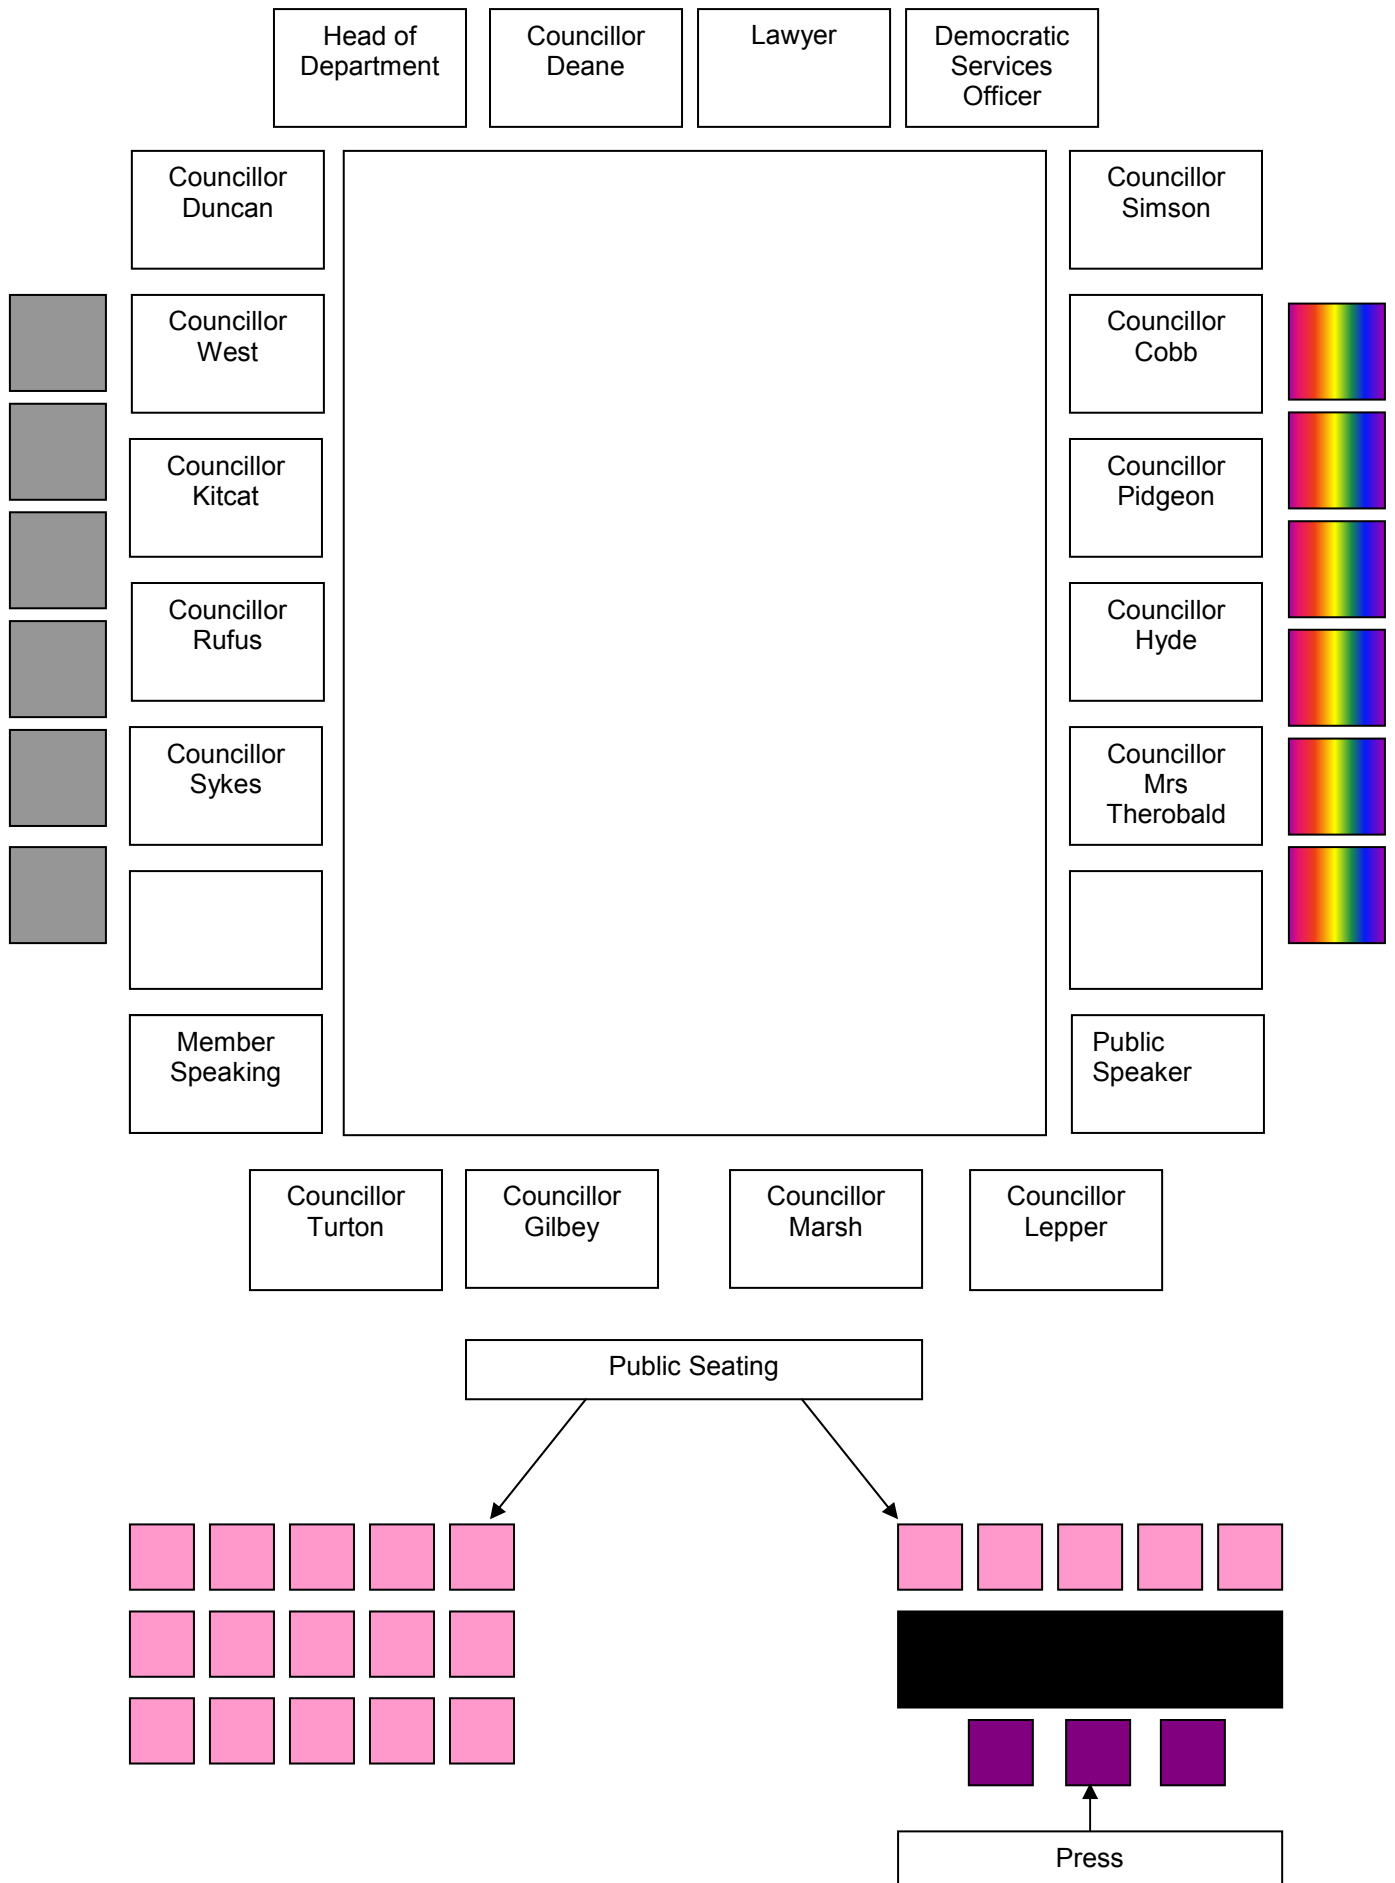 Head of
Department
Councillor
Deane
Lawyer
Democratic
Services
Officer
Councillor
Duncan
Councillor
Simson
Councillor
West
Councillor
Cobb
Councillor
Kitcat
Councillor
Pidgeon
Councillor
Rufus
Councillor
Hyde
Councillor
Sykes
Councillor
Mrs
Therobald
Member
Speaking
Public
Speaker
Councillor
Turton
Councillor
Gilbey
Councillor
Marsh
Councillor
Lepper
Public Seating
Press